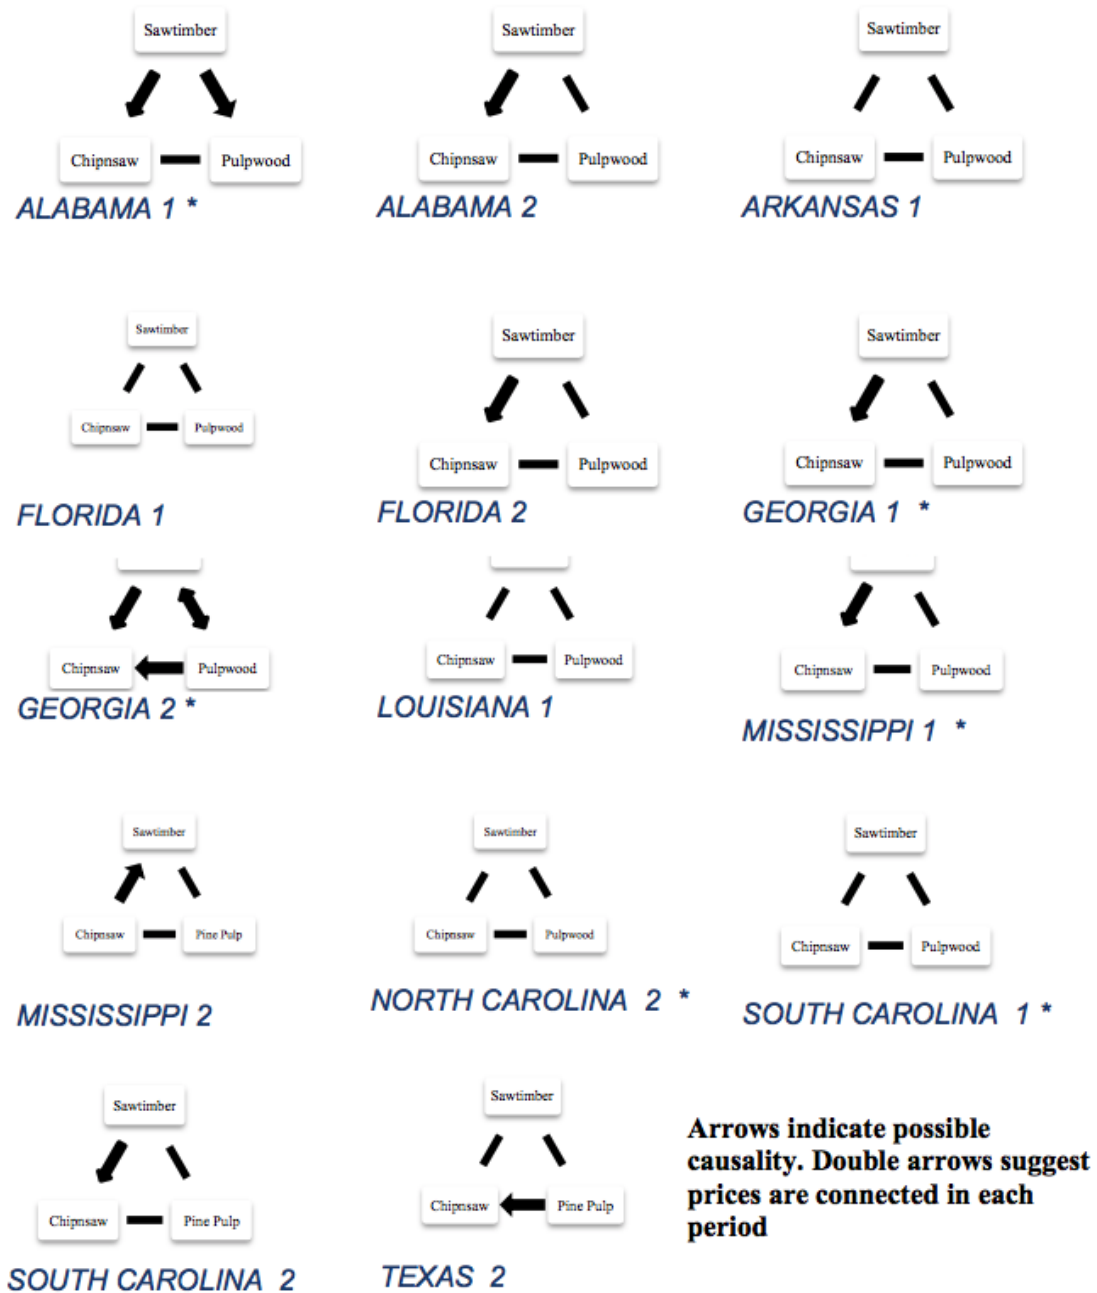 Sawtimber
Chipnsaw
Pulpwood
ALABAMA 1 *
Sawtimber
Chipnsaw
Pulpwood
ALABAMA 2
Sawtimber
Chipnsaw
Pulpwood
ARKANSAS 1
Sawtimber
Chipnsaw
Pulpwood
FLORIDA 1
Sawtimber
Chipnsaw
Pulpwood
FLORIDA 2
Sawtimber
Chipnsaw
Pulpwood
GEORGIA 1 *
Chipnsaw
Pulpwood
GEORGIA 2 *
Chipnsaw
Pulpwood
LOUISIANA 1
Chipnsaw
Pulpwood
MISSISSIPPI 1 *
Sawtimber
Chipnsaw
Pine Pulp
MISSISSIPPI 2
Sawtimber
Chipnsaw
Pulpwood
NORTH CAROLINA 2 *
Sawtimber
Chipnsaw
Pulpwood
SOUTH CAROLINA 1 *
Sawtimber
Chipnsaw
Pine Pulp
SOUTH CAROLINA 2
Sawtimber
Chipnsaw
Pine Pulp
TEXAS 2
Arrows indicate possible
causality. Double arrows suggest
prices are connected in each
period